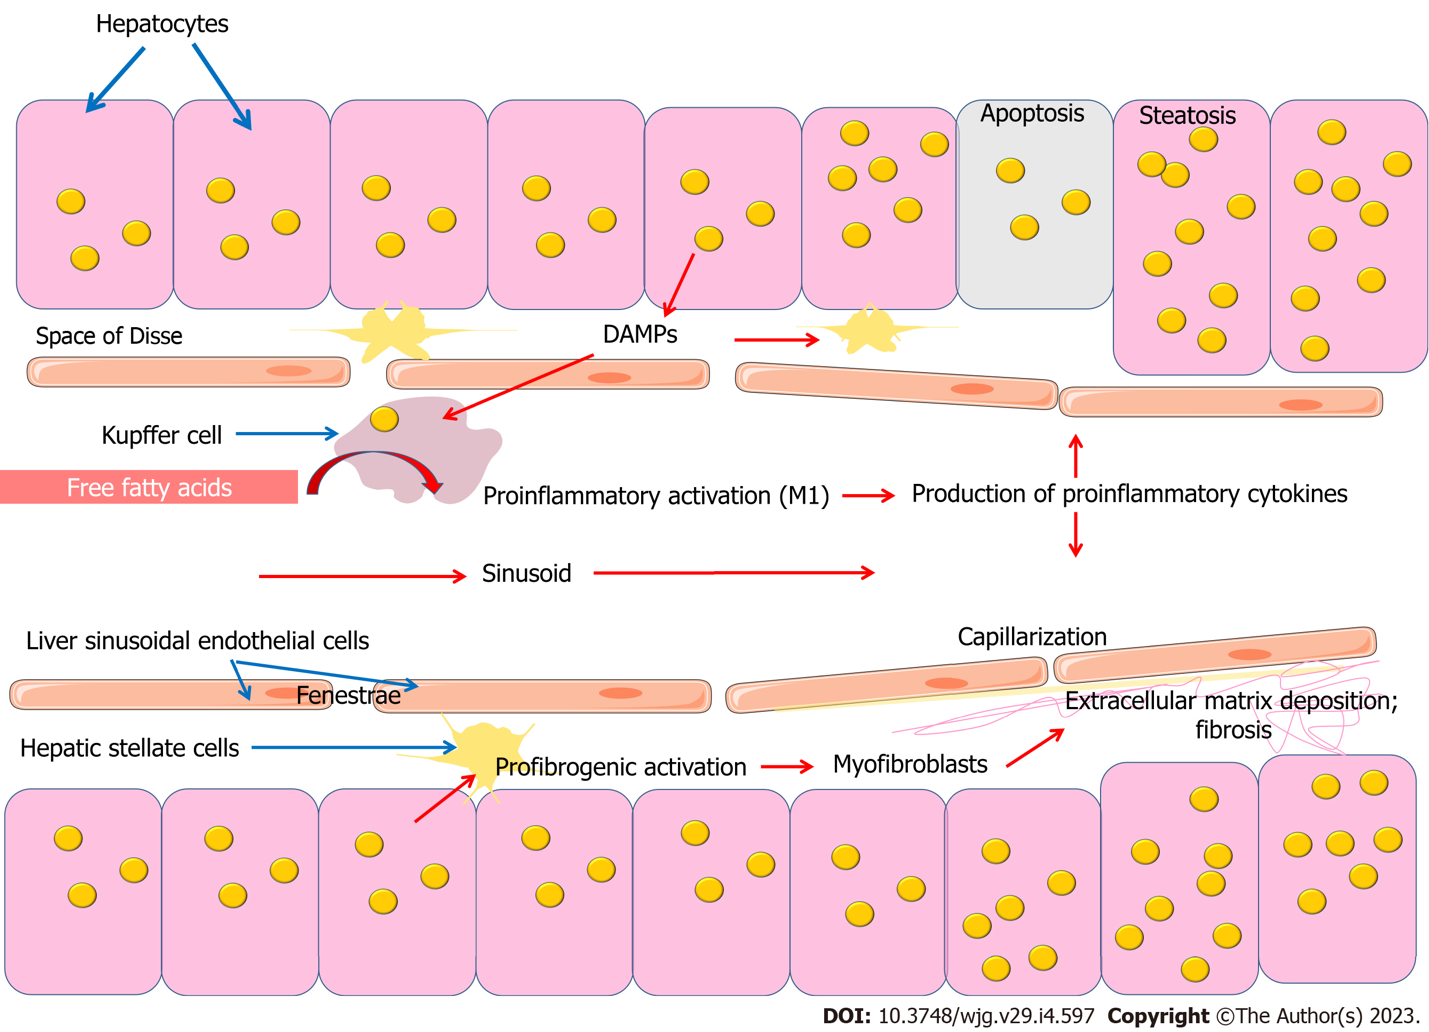 Hepatocytes
Apoptosis
Steatosis
Space of Disse
DAMPs
Kupffer cell
Free fatty acids
Proinflammatory activation (M1)
Production of proinflammatory cytokines
Sinusoid
Liver sinusoidal endothelial cells
Capillarization
Fenestrae
Extracellular matrix deposition;
fibrosis
Hepatic stellate cells
Profibrogenic activation
Myofibroblasts
DOI: 10.3748/wjg.v29.i4.597 Copyright ©The Author(s) 2023.